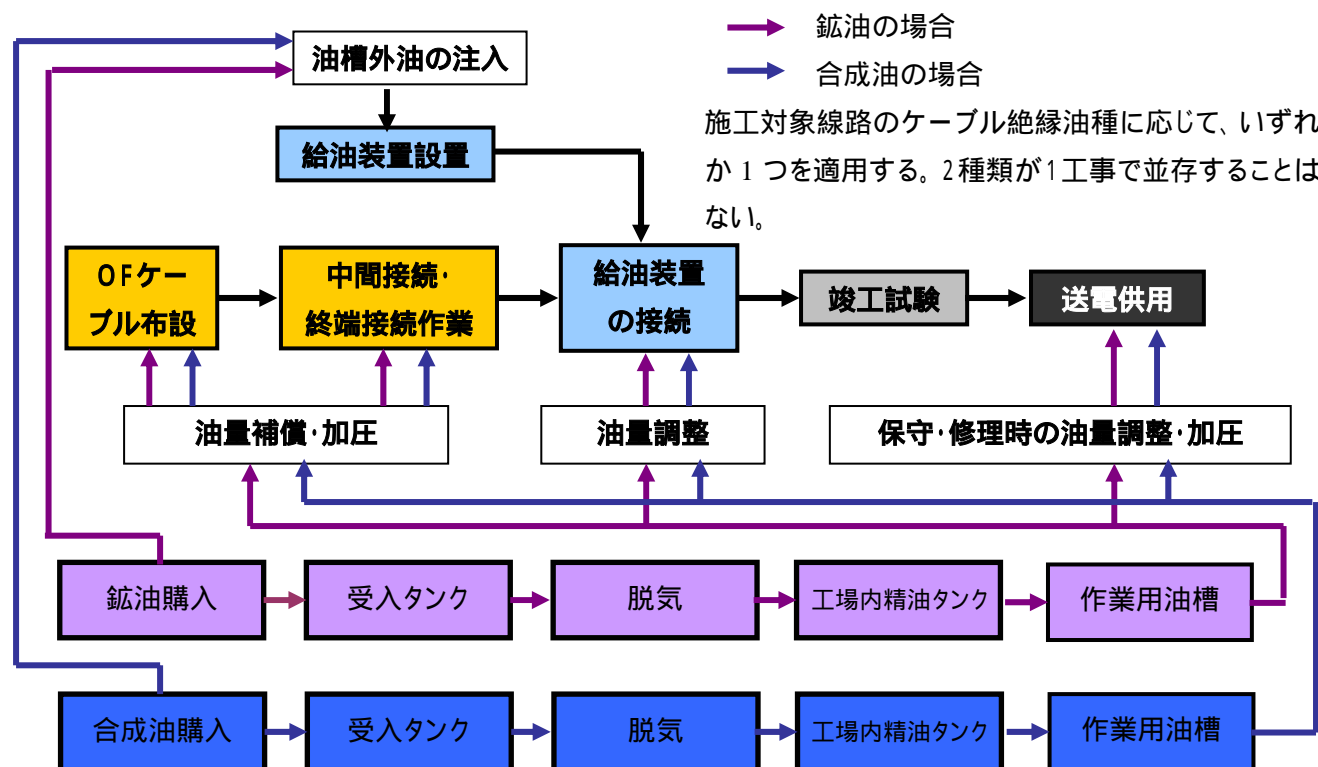 鉱油の場合
合成油の場合
施工対象線路のケーブル絶縁油種に応じて、いずれ
か 1 つを適用する。2種類が1工事で並存することは
ない。
油槽外油の注入
給油装置設置
OFケー
ブル布設
中間接続・
終端接続作業
給油装置
の接続
竣工試験
送電供用
油量補償・加圧
油量調整
保守・修理時の油量調整・加圧
鉱油購入
受入タンク
脱気
工場内精油タンク
作業用油槽
合成油購入
受入タンク
脱気
工場内精油タンク
作業用油槽